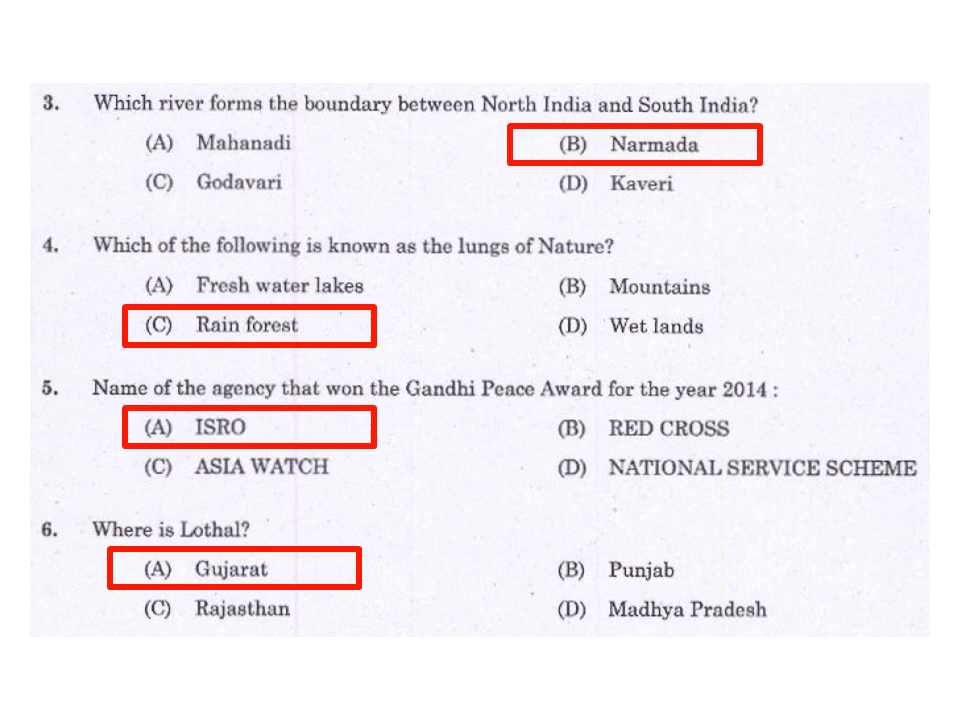 3. Which river forms the boundary between North India and South India?
(A) Mahanadi (B) Narmada
(C) Godavari (D) Kaveri
4. Which of the following is known as the lungs of Nature?
(A) Fresh water lakes (B) Mountains
(C) Rain forest (D) Wet lands
5. Name of the agency that won the Gandhi Peace Award for the year 2014 :
(A) ISRO (B) RED CROSS
(C) ASIA WATCH (D) NATIONAL SERVICE SCHEME
6. Where is Lothal?
(A) Gujarat (B) Punjab
(C) Rajasthan (D) Madhya Pradesh